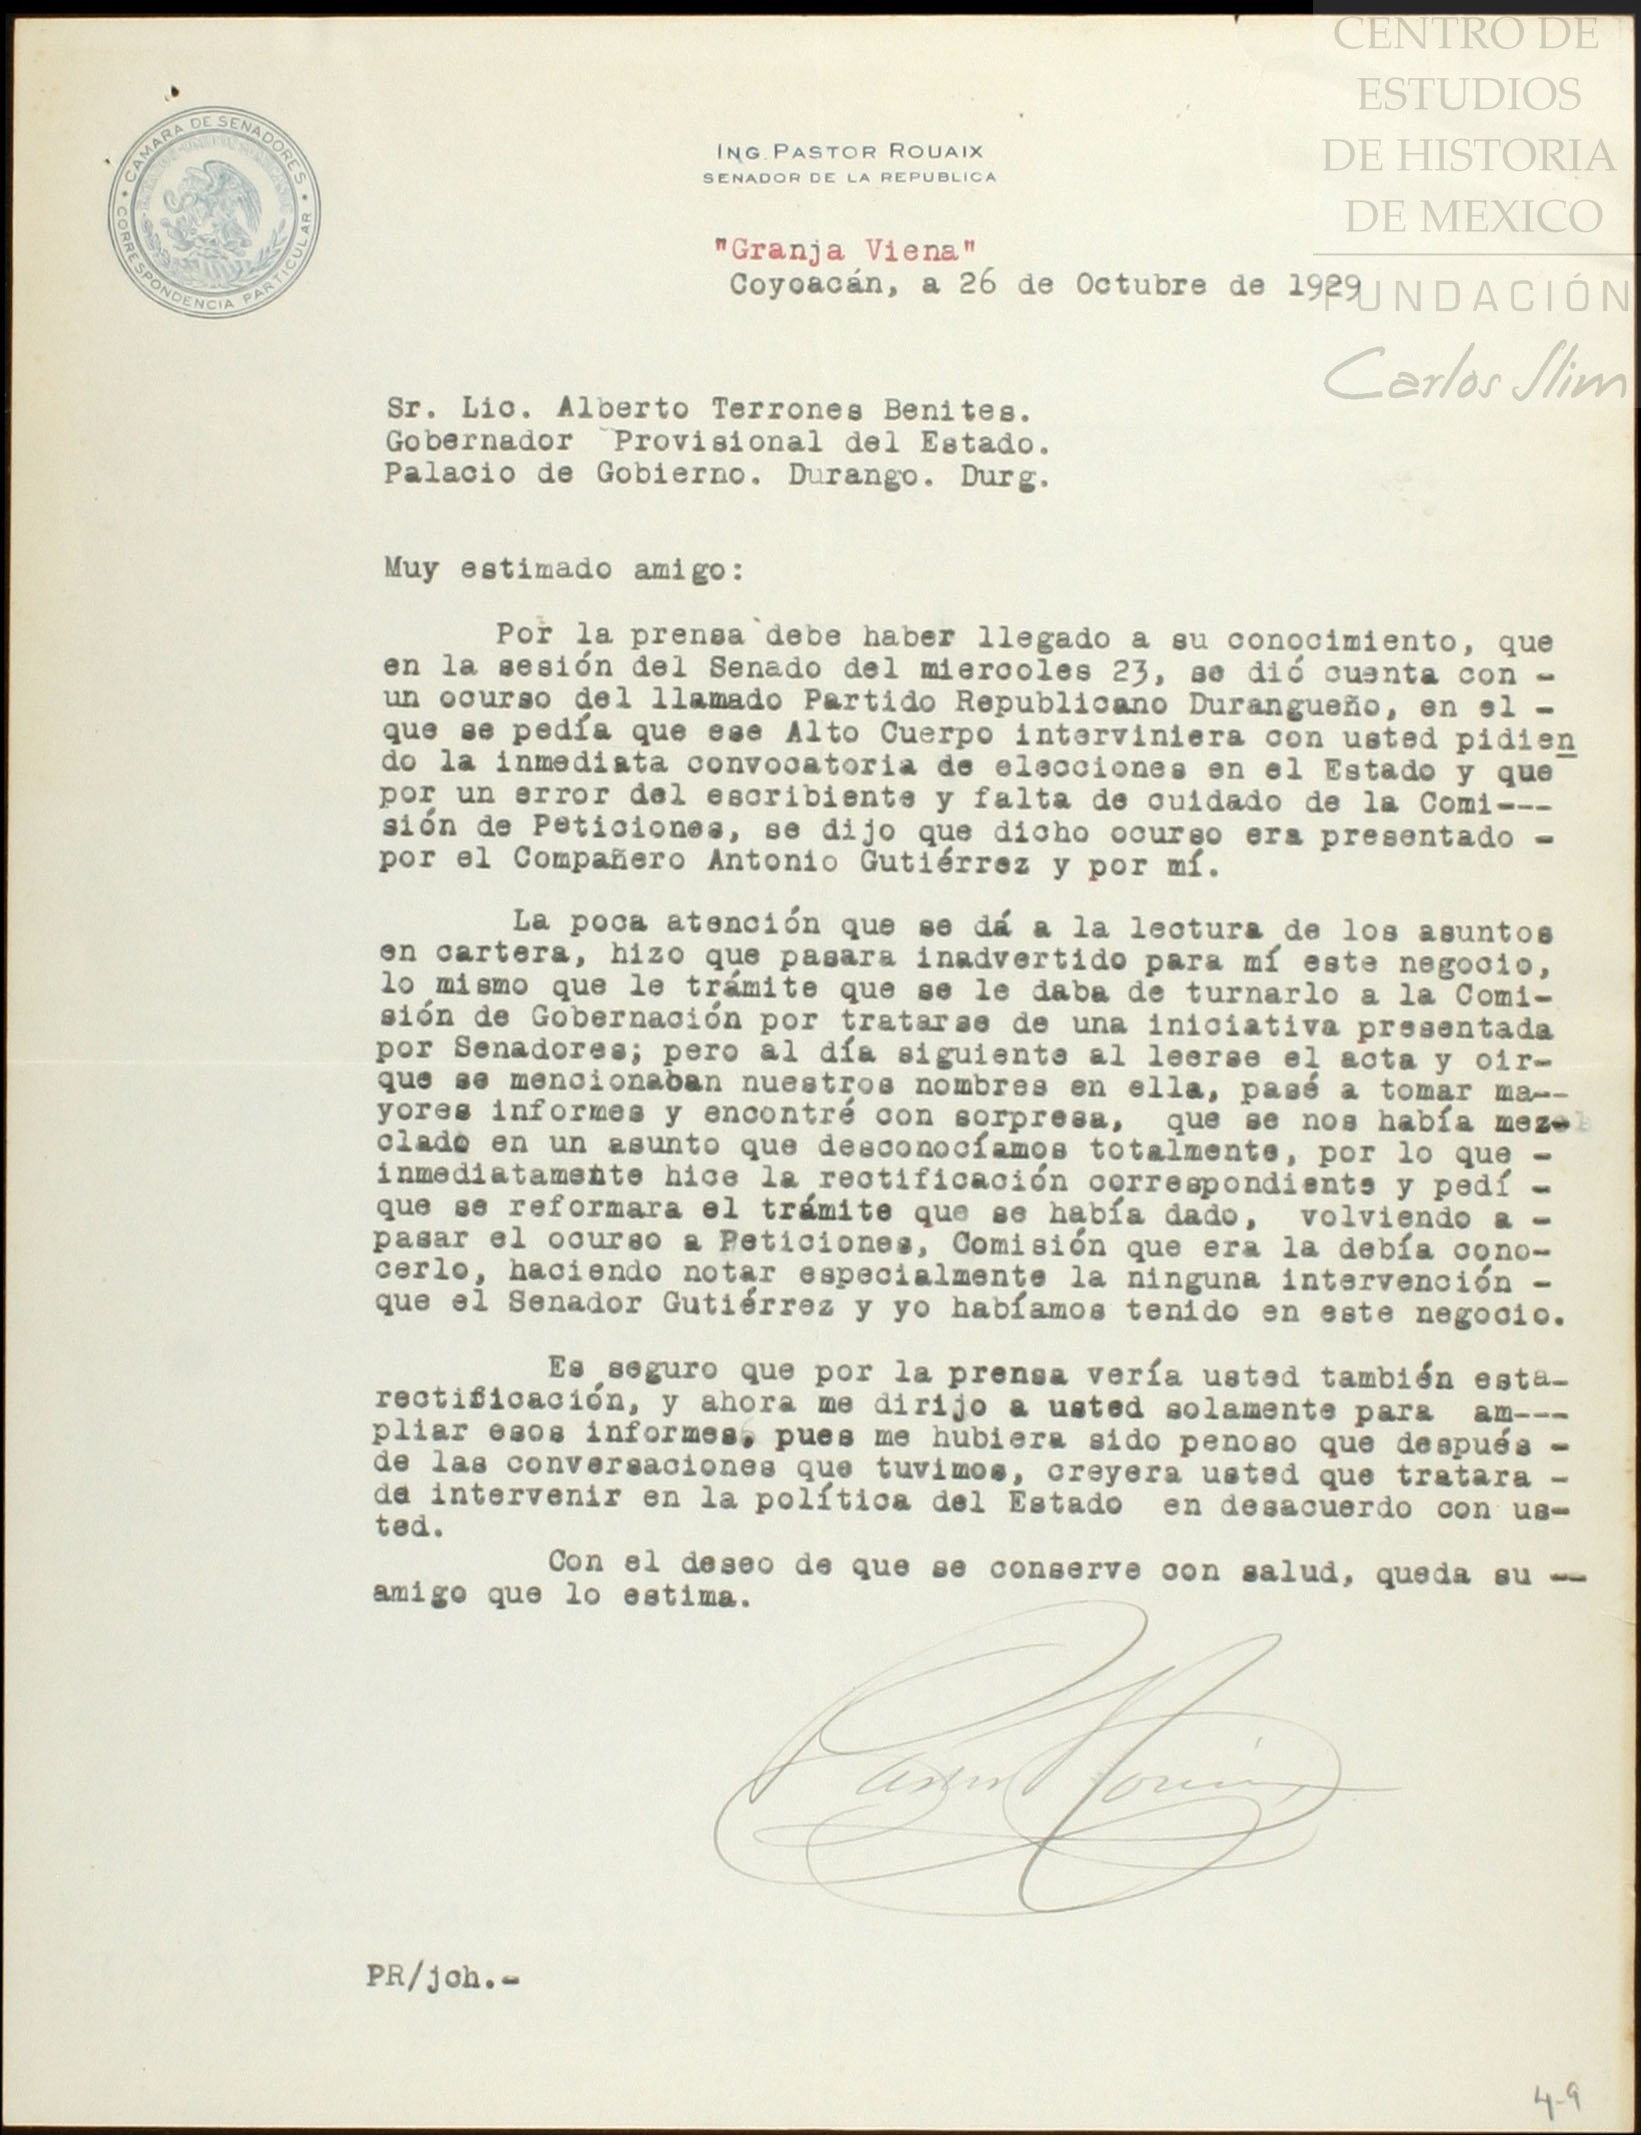 CENTRO DE
ESTUDIOS
DE HISTORIA
DE MEXICO
FUNDACIÓN
Carlos Slim
CAMARA DE SENADORES
CORRESPONDENCIA PARTICULAR
ING. PASTOR ROUAIX
SENADOR DE LA REPUBLICA
"Granja Viena"
Coyoacán, a 26 de Octubre de 1929
Sr. Lic. Alberto Terrones Benites.
Gobernador Provisional del Estado.
Palacio de Gobierno. Durango. Durg.
Muy estimado amigo:
Por la prensa debe haber llegado a su conocimiento, que
en la sesión del Senado del miercoles 23, se dió cuenta con -
un ocurso del llamado Partido Republicano Durangueño, en el -
que se pedía que ese Alto Cuerpo interviniera con usted pidien
do la inmediata convocatoria de elecciones en el Estado y que
por un error del escribiente y falta de cuidado de la Comi---
sión de Peticiones, se dijo que dicho ocurso era presentado -
por el Compañero Antonio Gutiérrez y por mí.
La poca atención que se dá a la lectura de los asuntos
en cartera, hizo que pasara inadvertido para mí este negocio,
lo mismo que le trámite que se le daba de turnarlo a la Comi-
sión de Gobernación por tratarse de una iniciativa presentada
por Senadores; pero al día siguiente al leerse el acta y oir-
que se mencionaban nuestros nombres en ella, pasé a tomar ma--
yores informes y encontré con sorpresa, que se nos había mez-
clado en un asunto que desconocíamos totalmente, por lo que -
inmediatamente hice la rectificación correspondiente y pedí -
que se reformara el trámite que se había dado, volviendo a -
pasar el ocurso a Peticiones, Comisión que era la debía cono-
cerlo, haciendo notar especialmente la ninguna intervención -
que el Senador Gutiérrez y yo habíamos tenido en este negocio.
Es seguro que por la prensa vería usted también esta-
rectificación, y ahora me dirijo a usted solamente para am---
pliar esos informes, pues me hubiera sido penoso que después -
de las conversaciones que tuvimos, creyera usted que tratara -
de intervenir en la política del Estado en desacuerdo con us-
ted.
Con el deseo de que se conserve con salud, queda su --
amigo que lo estima.
Pastor Rouaix
PR/jch.-
4-9